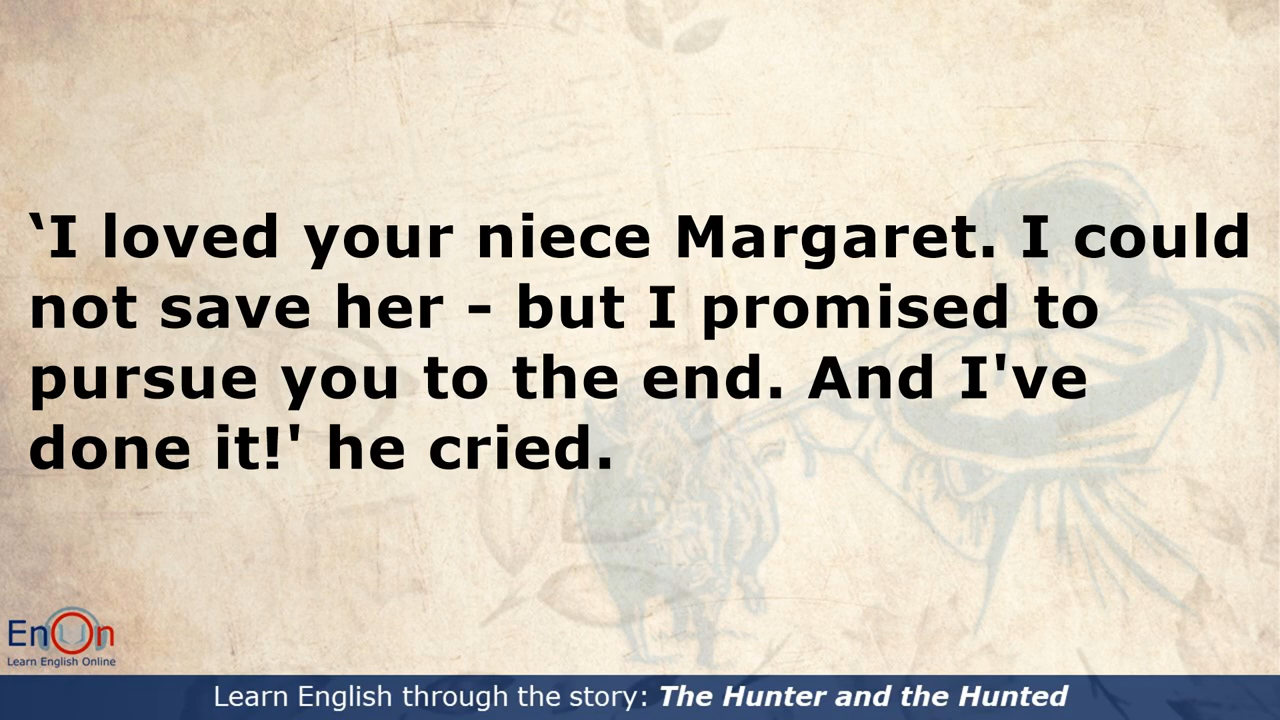 ‘I loved your niece Margaret. I could
not save her - but I promised to
pursue you to the end. And I've
done it!' he cried.
EnOn
Learn English Online
Learn English through the story: The Hunter and the Hunted